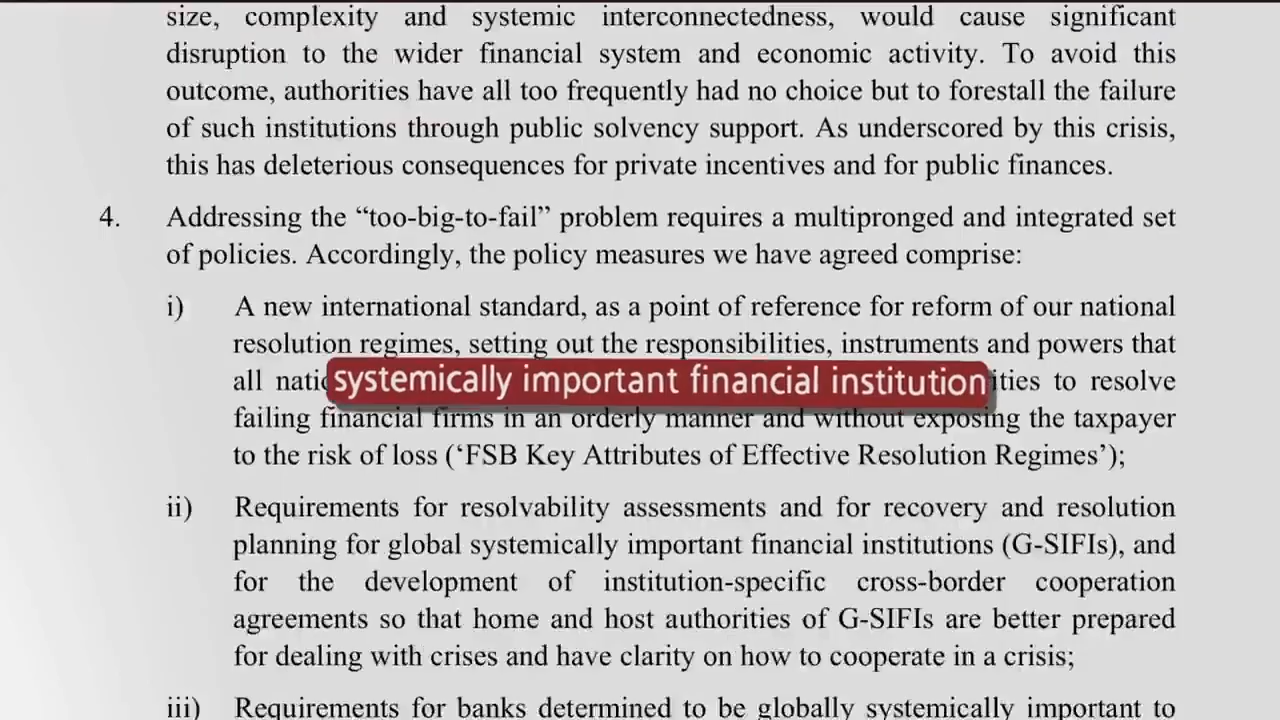 size, complexity and systemic interconnectedness, would cause significant
disruption to the wider financial system and economic activity. To avoid this
outcome, authorities have all too frequently had no choice but to forestall the failure
of such institutions through public solvency support. As underscored by this crisis,
this has deleterious consequences for private incentives and for public finances.
4. Addressing the “too-big-to-fail” problem requires a multipronged and integrated set
of policies. Accordingly, the policy measures we have agreed comprise:
i) A new international standard, as a point of reference for reform of our national
resolution regimes, setting out the responsibilities, instruments and powers that
all
systemically important financial institution
to resolve
failing financial firms in an orderly manner and without exposing the taxpayer
to the risk of loss (‘FSB Key Attributes of Effective Resolution Regimes’);
ii) Requirements for resolvability assessments and for recovery and resolution
planning for global systemically important financial institutions (G-SIFIs), and
for the development of institution-specific cross-border cooperation
agreements so that home and host authorities of G-SIFIs are better prepared
for dealing with crises and have clarity on how to cooperate in a crisis;
iii) Requirements for banks determined to be globally systemically important to